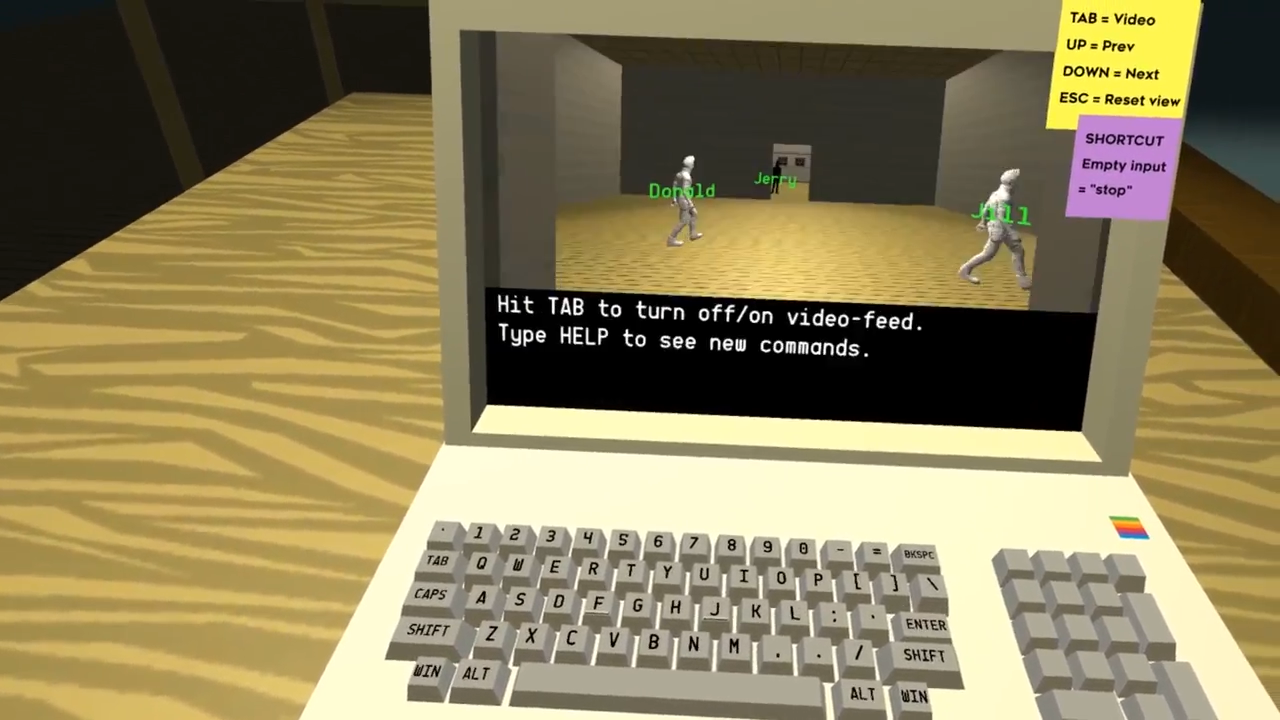 TAB = Video
UP = Prev
DOWN = Next
ESC = Reset view
SHORTCUT
Empty input
= "stop"
Donald
Jerry
Jill
Hit TAB to turn off/on video-feed.
Type HELP to see new commands.
1 2 3 4 5 6 7 8 9 0 - = BKSPC
TAB Q W E R T Y U I O P [ ] \
CAPS A S D F G H J K L : . ENTER
SHIFT Z X C V B N M . . / SHIFT
WIN ALT ALT WIN